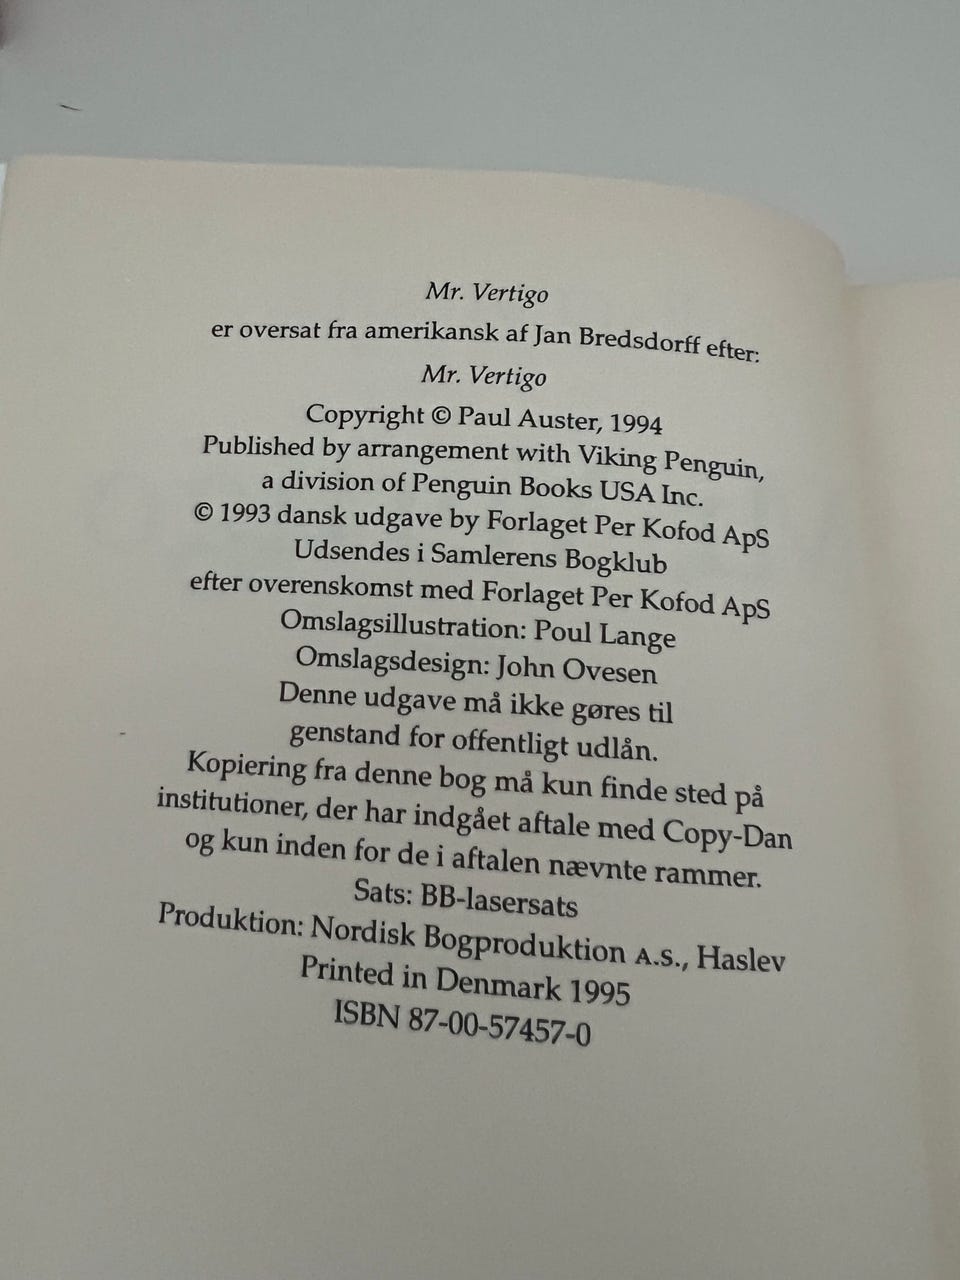 Mr. Vertigo
er oversat fra amerikansk af Jan Bredsdorff efter:
Mr. Vertigo
Copyright © Paul Auster, 1994
Published by arrangement with Viking Penguin,
a division of Penguin Books USA Inc.
© 1993 dansk udgave by Forlaget Per Kofod ApS
Udsendes i Samlerens Bogklub
efter overenskomst med Forlaget Per Kofod ApS
Omslagsillustration: Poul Lange
Omslagsdesign: John Ovesen
Denne udgave må ikke gøres til
genstand for offentligt udlån.
Kopiering fra denne bog må kun finde sted på
institutioner, der har indgået aftale med Copy-Dan
og kun inden for de i aftalen nævnte rammer.
Sats: BB-lasersats
Produktion: Nordisk Bogproduktion A.S., Haslev
Printed in Denmark 1995
ISBN 87-00-57457-0